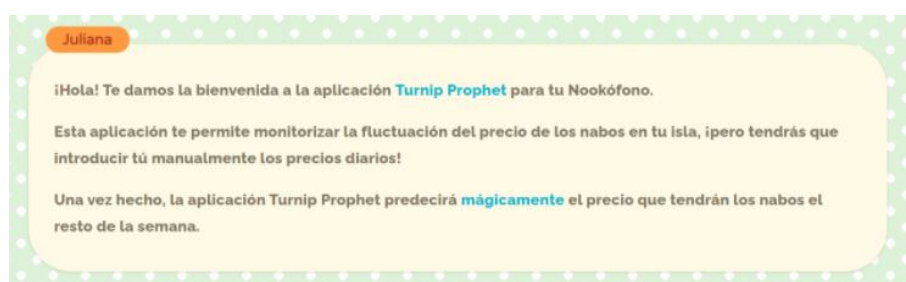 Juliana
¡Hola! Te damos la bienvenida a la aplicación Turnip Prophet para tu Nookófono.
Esta aplicación te permite monitorizar la fluctuación del precio de los nabos en tu isla, ¡pero tendrás que
introducir tú manualmente los precios diarios!
Una vez hecho, la aplicación Turnip Prophet predecirá mágicamente el precio que tendrán los nabos el
resto de la semana.